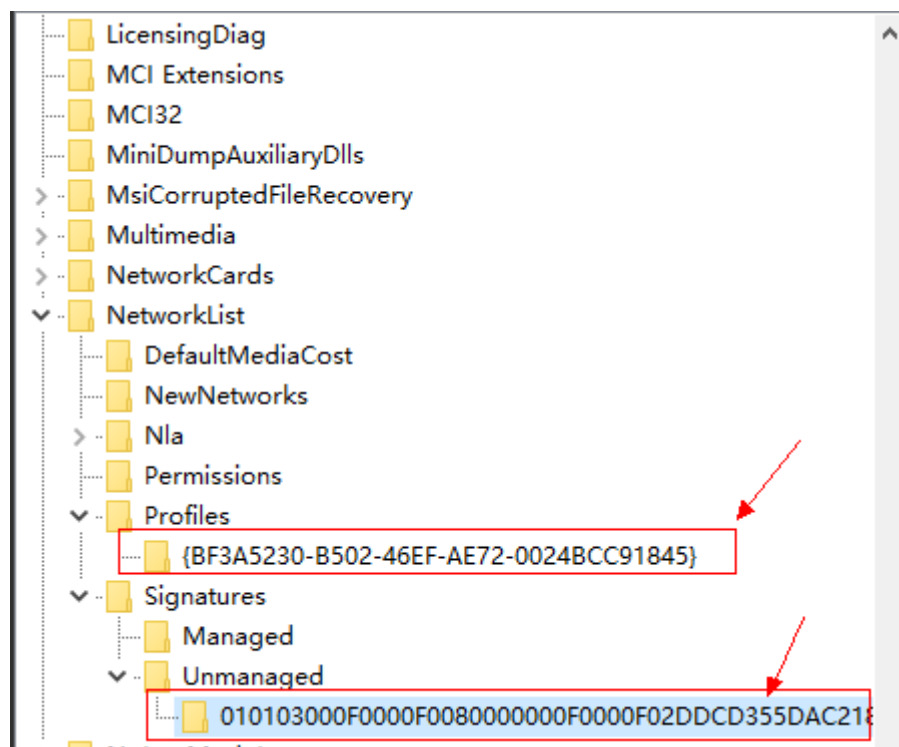 LicensingDiag
MCI Extensions
MCI32
MiniDumpAuxiliaryDlls
MsiCorruptedFileRecovery
Multimedia
NetworkCards
NetworkList
DefaultMediaCost
NewNetworks
Nla
Permissions
Profiles
{BF3A5230-B502-46EF-AE72-0024BCC91845}
Signatures
Managed
Unmanaged
010103000F0000F0080000000F0000F02DDCD355DAC218